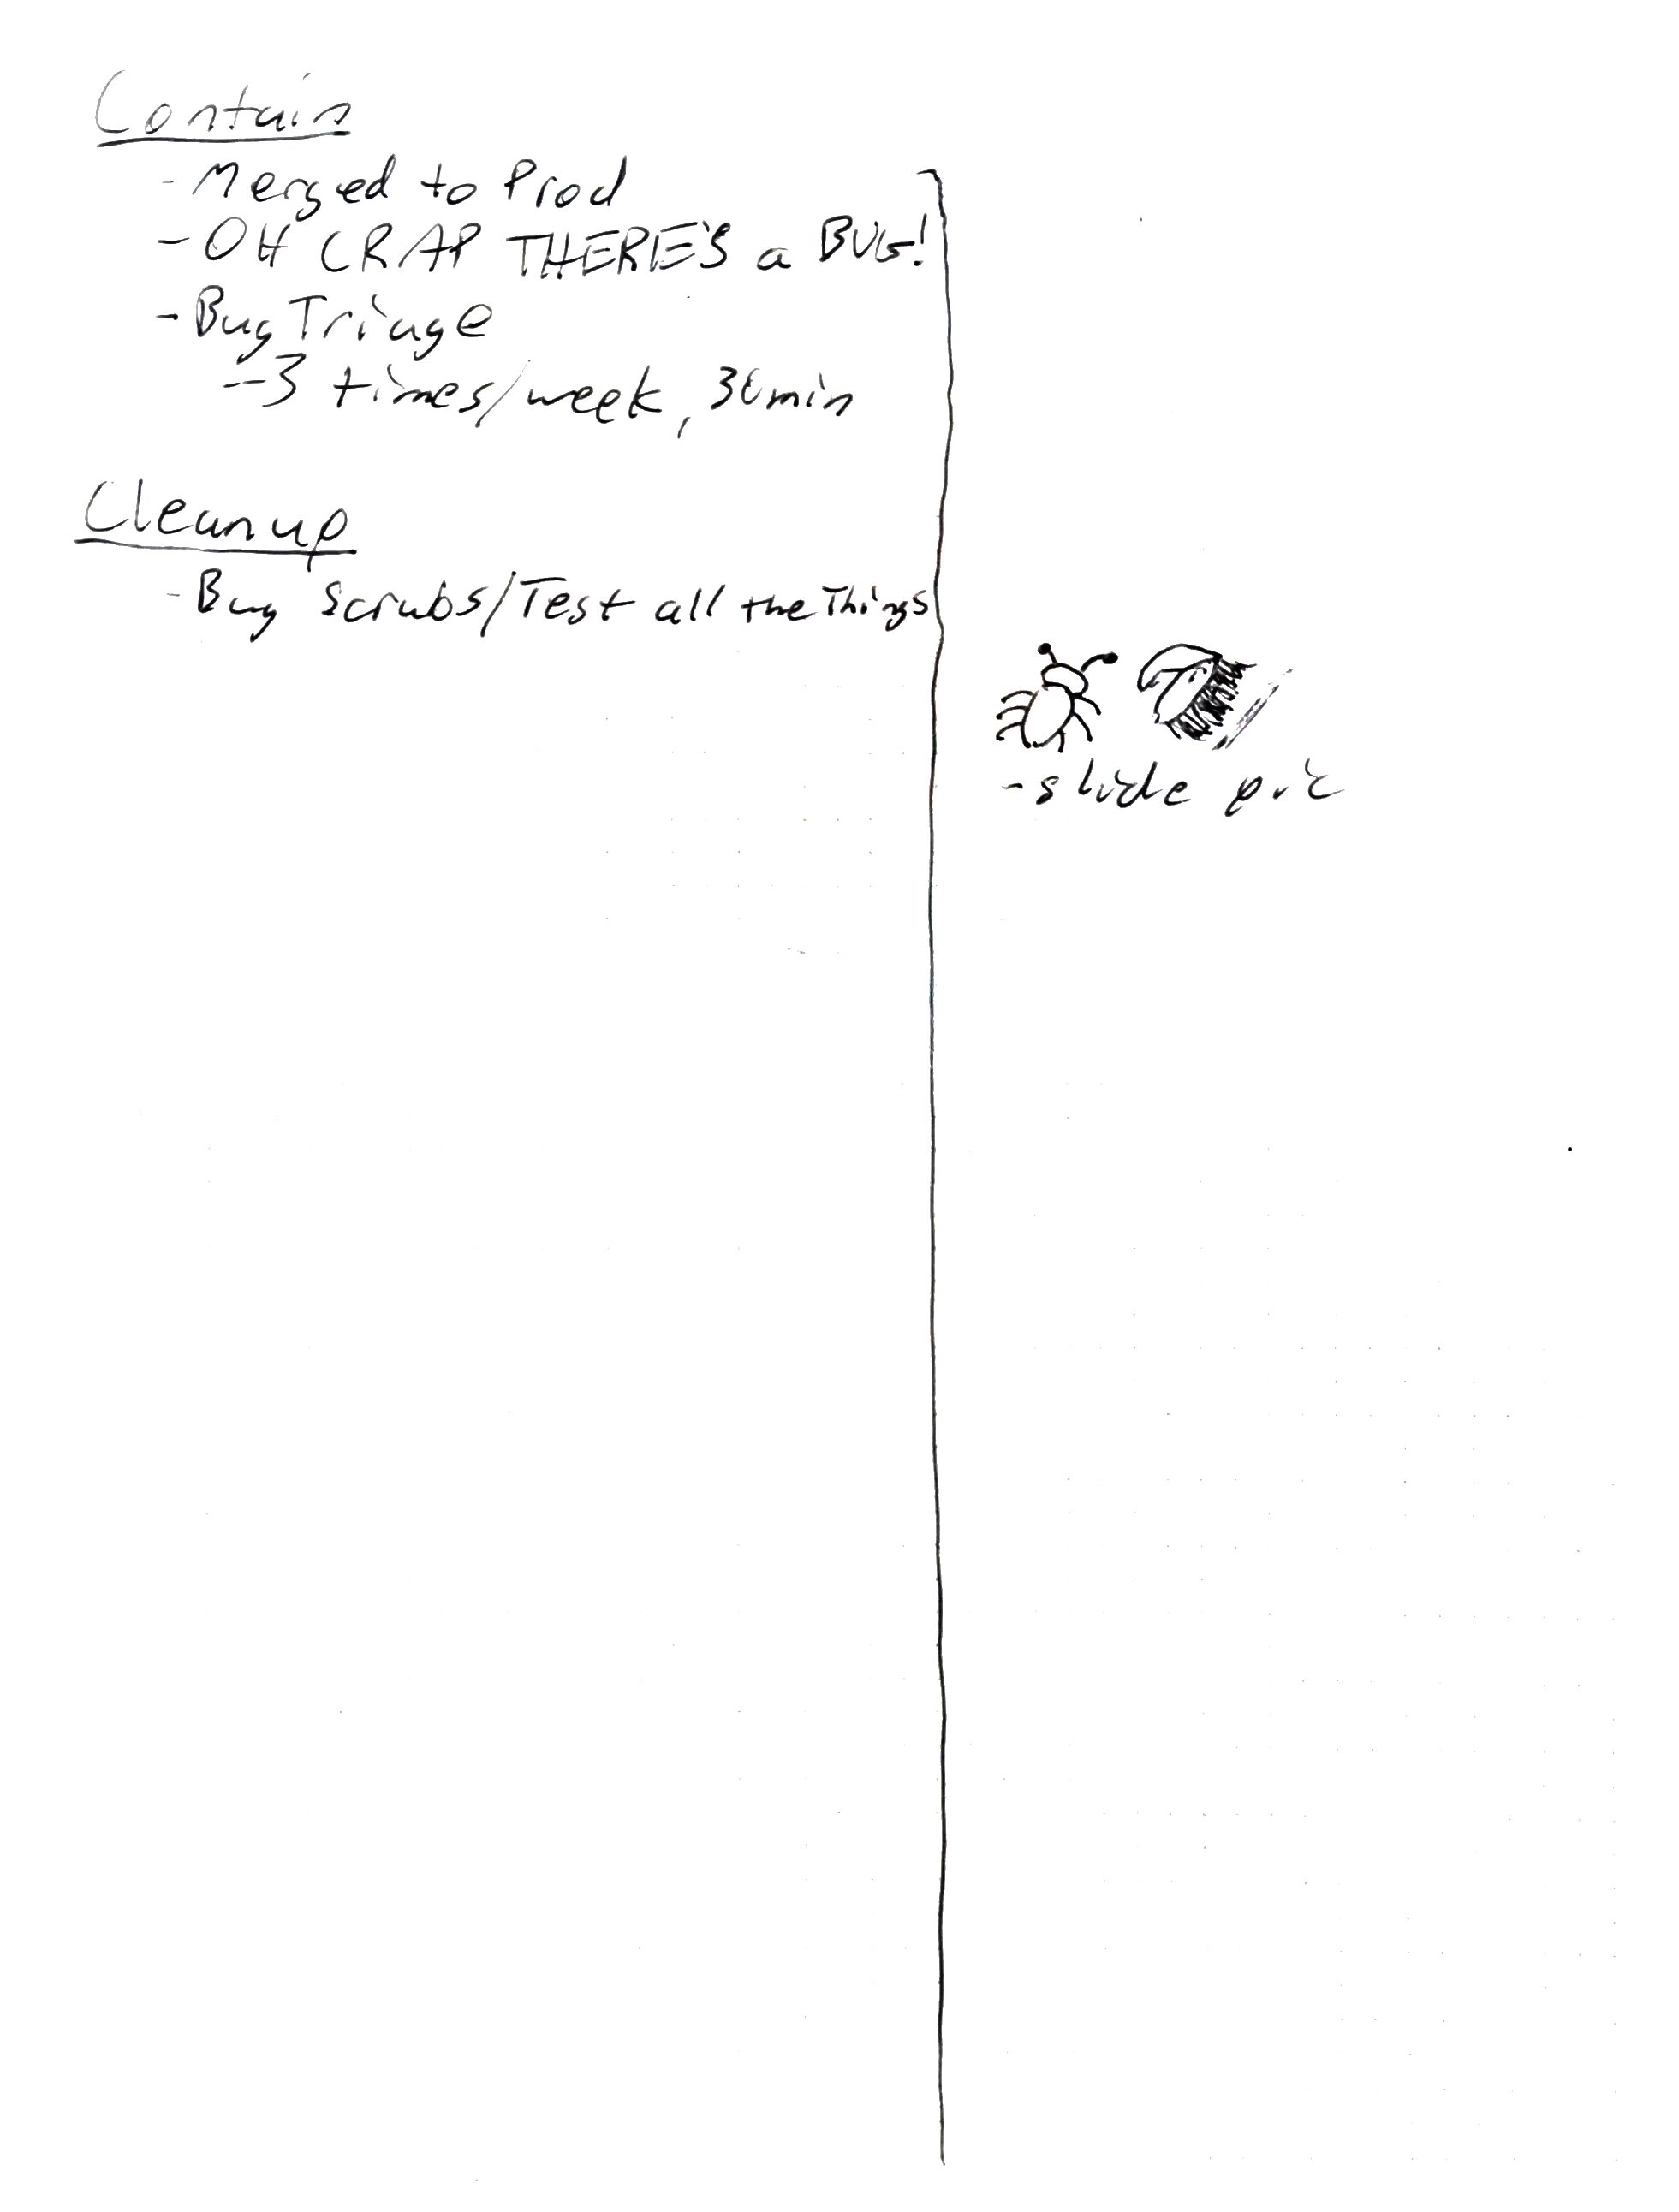 Contain
- Merged to Prod
- OH CRAP THERE'S a BUG!
- Bug Triage
-- 3 times/week, 30min
Cleanup
- Bug Scrubs/Test all the Things
- slide pic